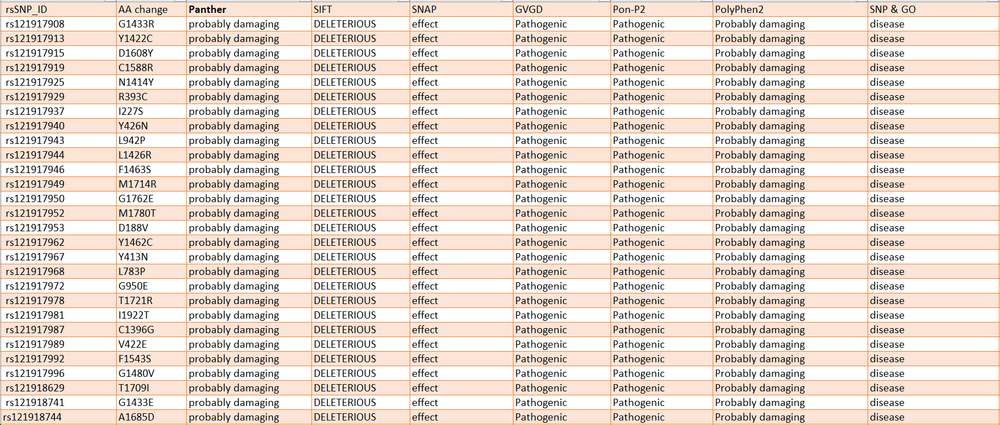 rsSNP_ID AA change Panther SIFT SNAP GVGD Pon-P2 PolyPhen2 SNP & GO
rs121917908 G1433R probably damaging DELETERIOUS effect Pathogenic Pathogenic Probably damaging disease
rs121917913 Y1422C probably damaging DELETERIOUS effect Pathogenic Pathogenic Probably damaging disease
rs121917915 D1608Y probably damaging DELETERIOUS effect Pathogenic Pathogenic Probably damaging disease
rs121917919 C1588R probably damaging DELETERIOUS effect Pathogenic Pathogenic Probably damaging disease
rs121917925 N1414Y probably damaging DELETERIOUS effect Pathogenic Pathogenic Probably damaging disease
rs121917929 R393C probably damaging DELETERIOUS effect Pathogenic Pathogenic Probably damaging disease
rs121917937 I227S probably damaging DELETERIOUS effect Pathogenic Pathogenic Probably damaging disease
rs121917940 Y426N probably damaging DELETERIOUS effect Pathogenic Pathogenic Probably damaging disease
rs121917943 L942P probably damaging DELETERIOUS effect Pathogenic Pathogenic Probably damaging disease
rs121917944 L1426R probably damaging DELETERIOUS effect Pathogenic Pathogenic Probably damaging disease
rs121917946 F1463S probably damaging DELETERIOUS effect Pathogenic Pathogenic Probably damaging disease
rs121917949 M1714R probably damaging DELETERIOUS effect Pathogenic Pathogenic Probably damaging disease
rs121917950 G1762E probably damaging DELETERIOUS effect Pathogenic Pathogenic Probably damaging disease
rs121917952 M1780T probably damaging DELETERIOUS effect Pathogenic Pathogenic Probably damaging disease
rs121917953 D188V probably damaging DELETERIOUS effect Pathogenic Pathogenic Probably damaging disease
rs121917962 Y1462C probably damaging DELETERIOUS effect Pathogenic Pathogenic Probably damaging disease
rs121917967 Y413N probably damaging DELETERIOUS effect Pathogenic Pathogenic Probably damaging disease
rs121917968 L783P probably damaging DELETERIOUS effect Pathogenic Pathogenic Probably damaging disease
rs121917972 G950E probably damaging DELETERIOUS effect Pathogenic Pathogenic Probably damaging disease
rs121917978 T1721R probably damaging DELETERIOUS effect Pathogenic Pathogenic Probably damaging disease
rs121917981 I1922T probably damaging DELETERIOUS effect Pathogenic Pathogenic Probably damaging disease
rs121917987 C1396G probably damaging DELETERIOUS effect Pathogenic Pathogenic Probably damaging disease
rs121917989 V422E probably damaging DELETERIOUS effect Pathogenic Pathogenic Probably damaging disease
rs121917992 F1543S probably damaging DELETERIOUS effect Pathogenic Pathogenic Probably damaging disease
rs121917996 G1480V probably damaging DELETERIOUS effect Pathogenic Pathogenic Probably damaging disease
rs121918629 T1709I probably damaging DELETERIOUS effect Pathogenic Pathogenic Probably damaging disease
rs121918741 G1433E probably damaging DELETERIOUS effect Pathogenic Pathogenic Probably damaging disease
rs121918744 A1685D probably damaging DELETERIOUS effect Pathogenic Pathogenic Probably damaging disease